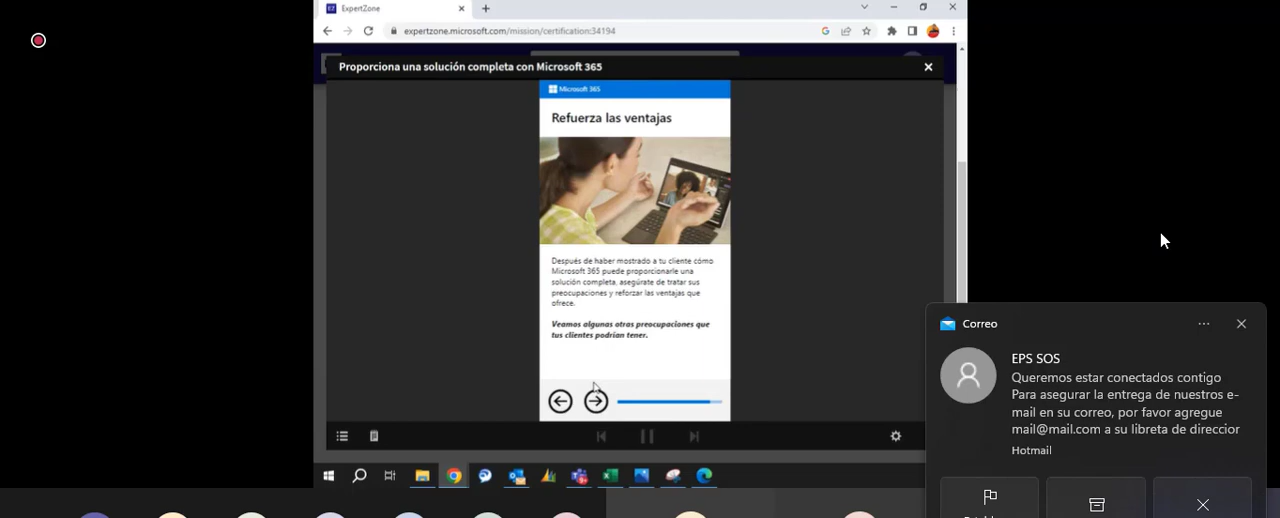 ExpertZone
expertzone.microsoft.com/mission/certification:34194
Proporciona una solución completa con Microsoft 365
Microsoft 365
Refuerza las ventajas
Después de haber mostrado a tu cliente cómo
Microsoft 365 puede proporcionarle una
solución completa, asegúrate de tratar sus
preocupaciones y reforzar las ventajas que
ofrece.
Veamos algunas otras preocupaciones que
tus clientes podrían tener.
Correo
EPS SOS
Queremos estar conectados contigo
Para asegurar la entrega de nuestros e-
mail en su correo, por favor agregue
mail@mail.com a su libreta de direccior
Hotmail